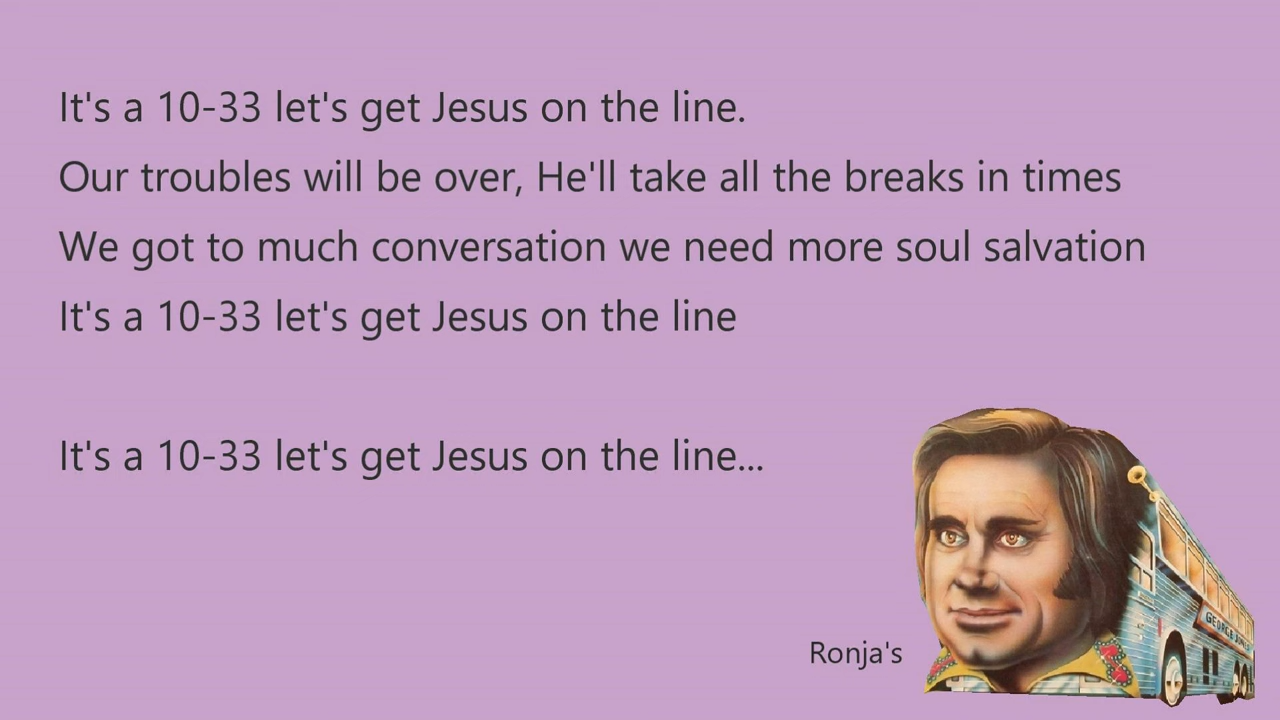 It's a 10-33 let's get Jesus on the line.
Our troubles will be over, He'll take all the breaks in times
We got to much conversation we need more soul salvation
It's a 10-33 let's get Jesus on the line
It's a 10-33 let's get Jesus on the line...
Ronja's
GEORGE JONES